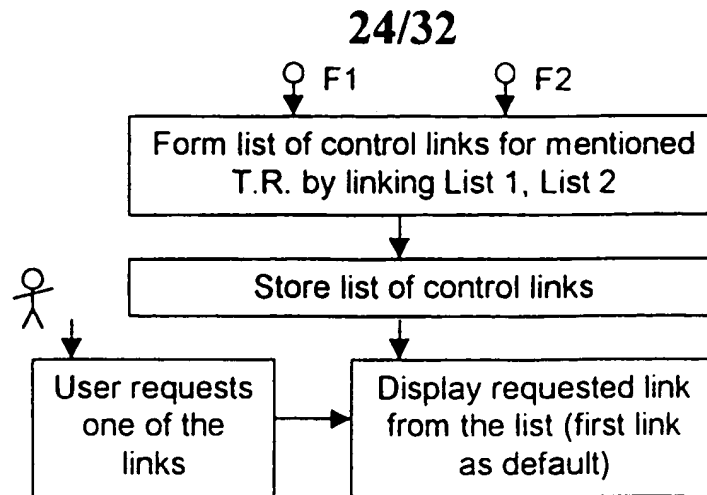 24/32
F1 F2
Form list of control links for mentioned
T.R. by linking List 1, List 2
Store list of control links
User requests
one of the
links
Display requested link
from the list (first link
as default)